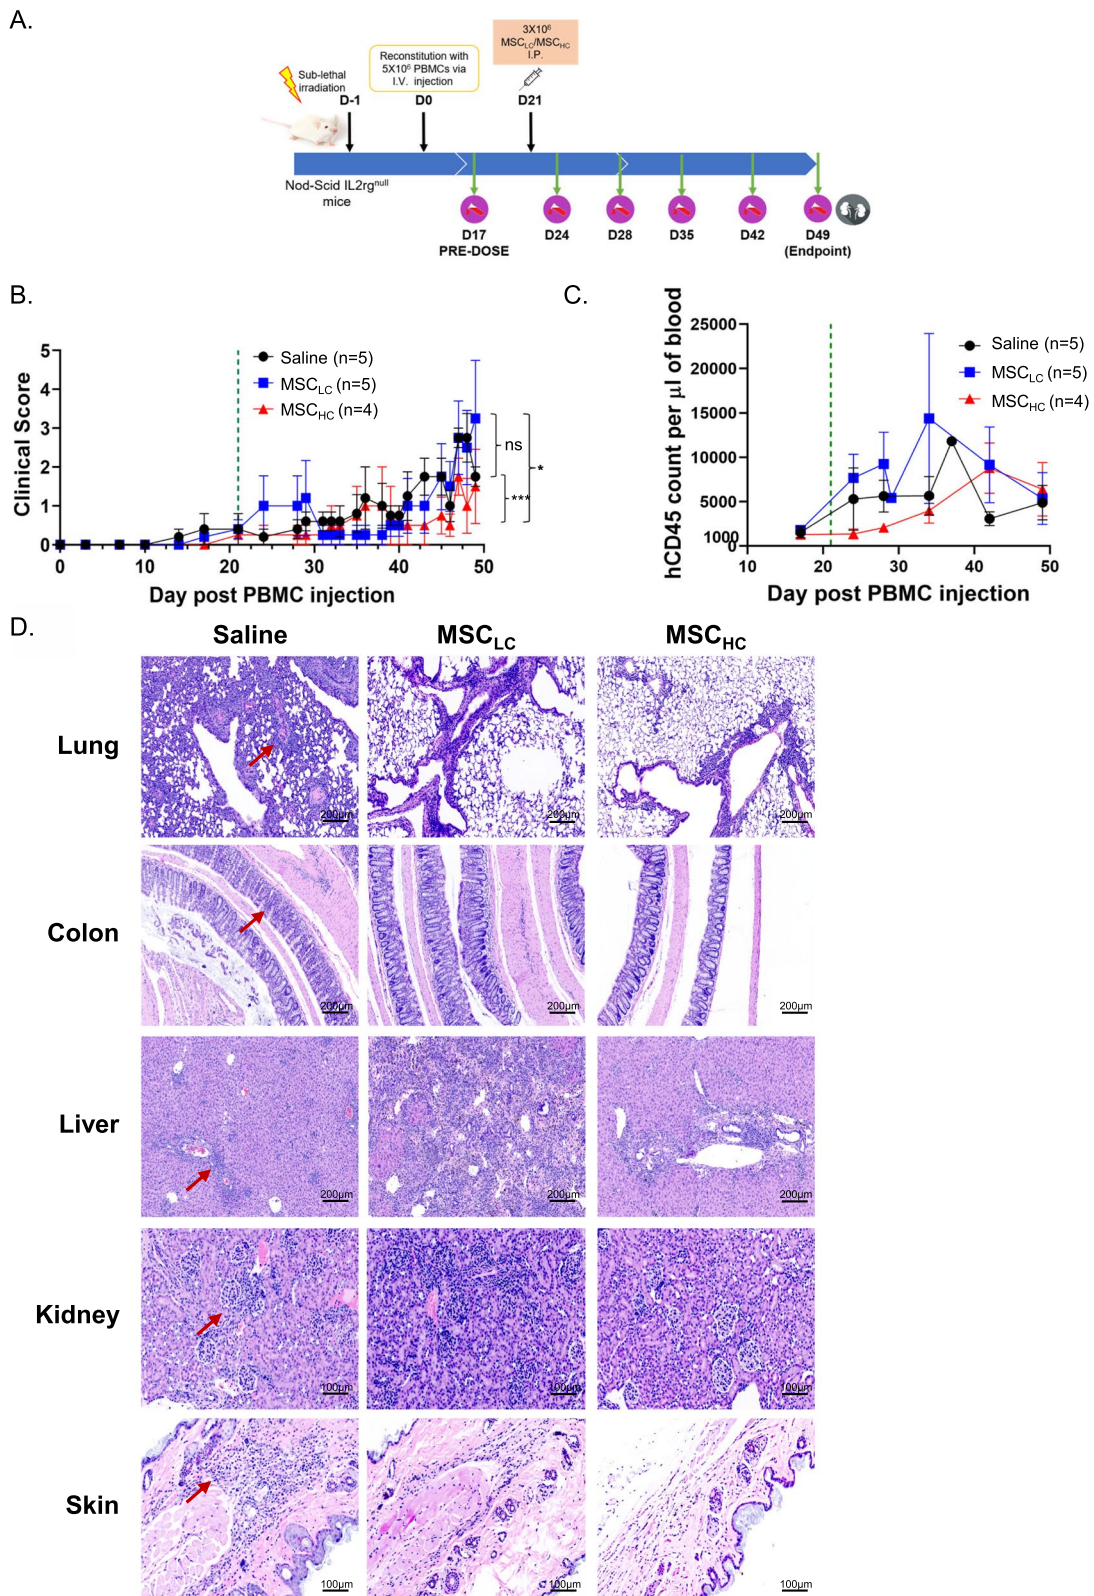 A.
3X10⁶
MSC_LC/MSC_HC
I.P.
Reconstitution with
5X10⁶ PBMCs via
I.V. injection
Sub-lethal
irradiation
D-1
D0
D21
Nod-Scid IL2rg^null
mice
D17
PRE-DOSE
D24
D28
D35
D42
D49
(Endpoint)
B.
Clinical Score
5
4
3
2
1
0
0
10
20
30
40
50
Day post PBMC injection
Saline (n=5)
MSC_LC (n=5)
MSC_HC (n=4)
ns
*
***
C.
hCD45 count per µl of blood
25000
20000
15000
10000
5000
1000
0
10
20
30
40
50
Day post PBMC injection
Saline (n=5)
MSC_LC (n=5)
MSC_HC (n=4)
D.
Saline
MSC_LC
MSC_HC
Lung
200µm
200µm
200µm
Colon
200µm
200µm
200µm
Liver
200µm
200µm
200µm
Kidney
100µm
100µm
100µm
Skin
100µm
100µm
100µm